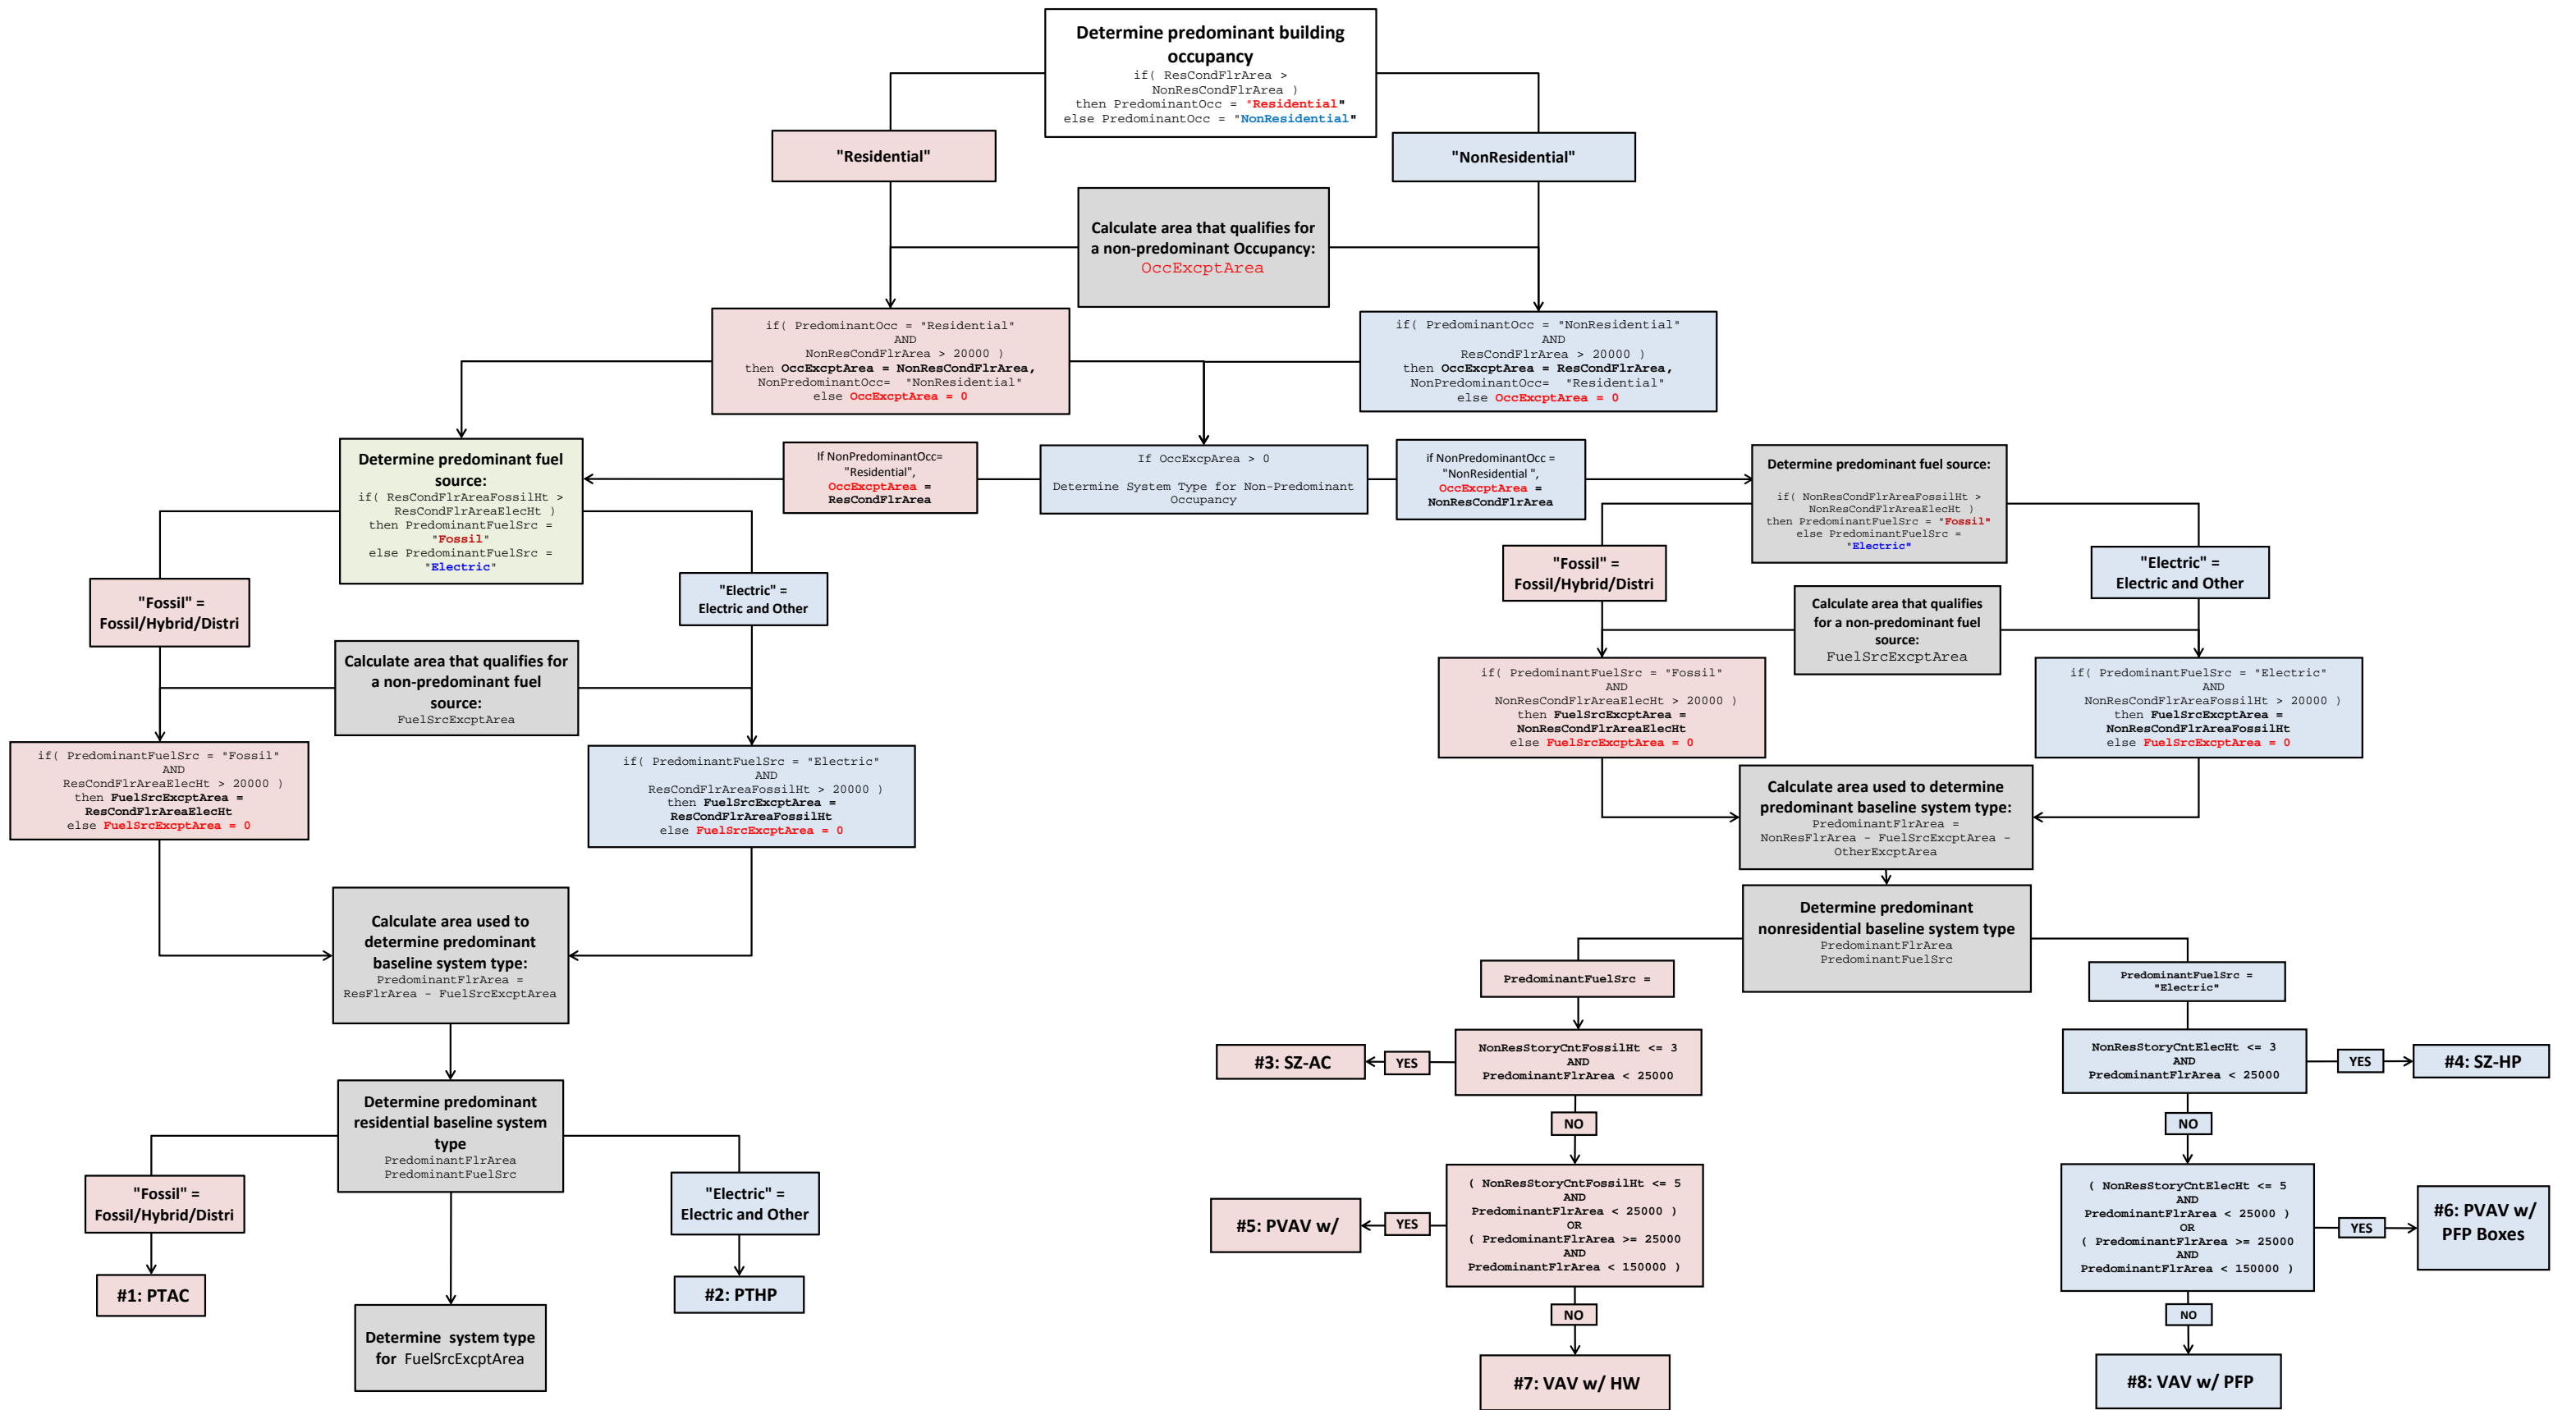 Determine predominant building
occupancy
if( ResCondFlrArea >
NonResCondFlrArea )
then PredominantOcc = "Residential"
else PredominantOcc = "NonResidential"
"Residential"
"NonResidential"
Calculate area that qualifies for
a non-predominant Occupancy:
OccExcptArea
if( PredominantOcc = "Residential"
AND
NonResCondFlrArea > 20000 )
then OccExcptArea = NonResCondFlrArea,
NonPredominantOcc=  "NonResidential"
else OccExcptArea = 0
if( PredominantOcc = "NonResidential"
AND
ResCondFlrArea > 20000 )
then OccExcptArea = ResCondFlrArea,
NonPredominantOcc=  "Residential"
else OccExcptArea = 0
Determine predominant fuel
source:
if( ResCondFlrAreaFossilHt >
ResCondFlrAreaElecHt )
then PredominantFuelSrc =
"Fossil"
else PredominantFuelSrc =
"Electric"
If NonPredominantOcc=
"Residential",
OccExcptArea =
ResCondFlrArea
If OccExcpArea > 0
Determine System Type for Non-Predominant
Occupancy
if NonPredominantOcc =
"NonResidential ",
OccExcptArea =
NonResCondFlrArea
Determine predominant fuel source:
if( NonResCondFlrAreaFossilHt >
NonResCondFlrAreaElecHt )
then PredominantFuelSrc = "Fossil"
else PredominantFuelSrc =
"Electric"
"Fossil" =
Fossil/Hybrid/Distri
"Electric" =
Electric and Other
"Fossil" =
Fossil/Hybrid/Distri
"Electric" =
Electric and Other
Calculate area that qualifies for
a non-predominant fuel
source:
FuelSrcExcptArea
Calculate area that qualifies
for a non-predominant fuel
source:
FuelSrcExcptArea
if( PredominantFuelSrc = "Fossil"
AND
ResCondFlrAreaElecHt > 20000 )
then FuelSrcExcptArea =
ResCondFlrAreaElecHt
else FuelSrcExcptArea = 0
if( PredominantFuelSrc = "Electric"
AND
ResCondFlrAreaFossilHt > 20000 )
then FuelSrcExcptArea =
ResCondFlrAreaFossilHt
else FuelSrcExcptArea = 0
if( PredominantFuelSrc = "Fossil"
AND
NonResCondFlrAreaElecHt > 20000 )
then FuelSrcExcptArea =
NonResCondFlrAreaElecHt
else FuelSrcExcptArea = 0
if( PredominantFuelSrc = "Electric"
AND
NonResCondFlrAreaFossilHt > 20000 )
then FuelSrcExcptArea =
NonResCondFlrAreaFossilHt
else FuelSrcExcptArea = 0
Calculate area used to determine
predominant baseline system type:
PredominantFlrArea =
NonResFlrArea - FuelSrcExcptArea -
OtherExcptArea
Calculate area used to
determine predominant
baseline system type:
PredominantFlrArea =
ResFlrArea - FuelSrcExcptArea
Determine predominant
nonresidential baseline system type
PredominantFlrArea
PredominantFuelSrc
PredominantFuelSrc =
PredominantFuelSrc =
"Electric"
#3: SZ-AC
YES
NonResStoryCntFossilHt <= 3
AND
PredominantFlrArea < 25000
NonResStoryCntElecHt <= 3
AND
PredominantFlrArea < 25000
YES
#4: SZ-HP
NO
NO
Determine predominant
residential baseline system
type
PredominantFlrArea
PredominantFuelSrc
"Fossil" =
Fossil/Hybrid/Distri
"Electric" =
Electric and Other
#5: PVAV w/
YES
( NonResStoryCntFossilHt <= 5
AND
PredominantFlrArea < 25000 )
OR
( PredominantFlrArea >= 25000
AND
PredominantFlrArea < 150000 )
( NonResStoryCntElecHt <= 5
AND
PredominantFlrArea < 25000 )
OR
( PredominantFlrArea >= 25000
AND
PredominantFlrArea < 150000 )
YES
#6: PVAV w/
PFP Boxes
#1: PTAC
#2: PTHP
NO
NO
Determine  system type
for  FuelSrcExcptArea
#7: VAV w/ HW
#8: VAV w/ PFP